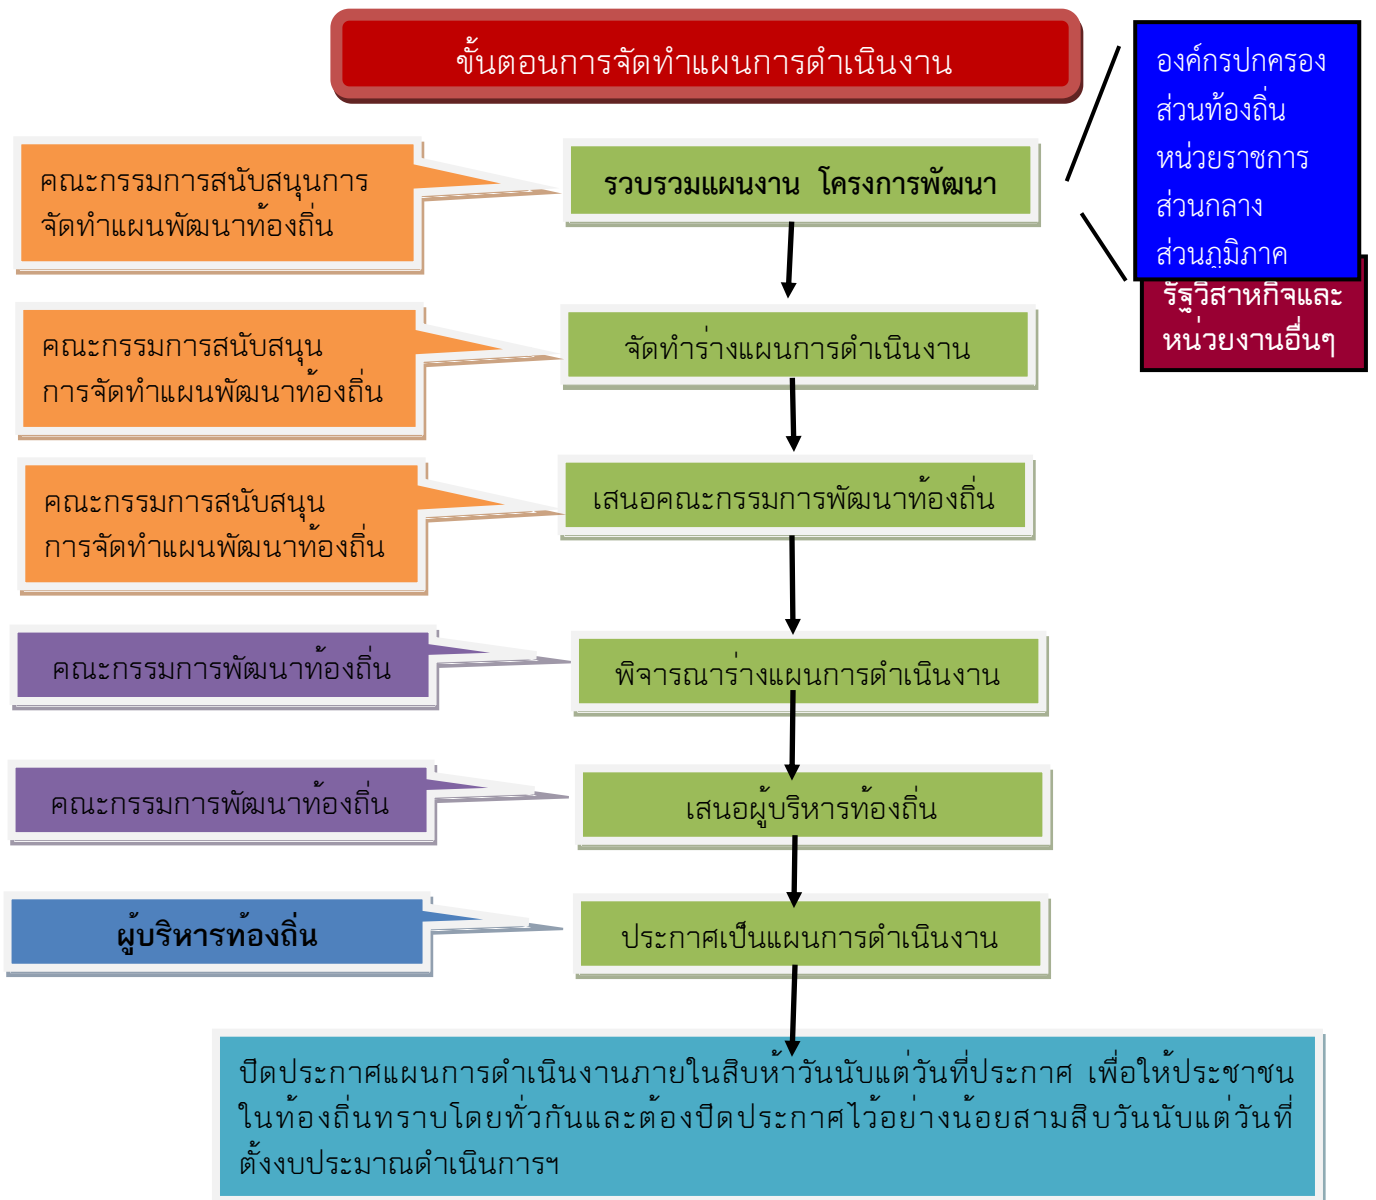 ขั้นตอนการจัดทำแผนการดำเนินงาน
องค์กรปกครอง
ส่วนท้องถิ่น
หน่วยราชการ
ส่วนกลาง
ส่วนภูมิภาค
รัฐวิสาหกิจและ
หน่วยงานอื่นๆ
คณะกรรมการสนับสนุนการ
จัดทำแผนพัฒนาท้องถิ่น
รวบรวมแผนงาน โครงการพัฒนา
คณะกรรมการสนับสนุน
การจัดทำแผนพัฒนาท้องถิ่น
จัดทำร่างแผนการดำเนินงาน
คณะกรรมการสนับสนุน
การจัดทำแผนพัฒนาท้องถิ่น
เสนอคณะกรรมการพัฒนาท้องถิ่น
คณะกรรมการพัฒนาท้องถิ่น
พิจารณาร่างแผนการดำเนินงาน
คณะกรรมการพัฒนาท้องถิ่น
เสนอผู้บริหารท้องถิ่น
ผู้บริหารท้องถิ่น
ประกาศเป็นแผนการดำเนินงาน
ปิดประกาศแผนการดำเนินงานภายในสิบห้าวันนับแต่วันที่ประกาศ เพื่อให้ประชาชน
ในท้องถิ่นทราบโดยทั่วกันและต้องปิดประกาศไว้อย่างน้อยสามสิบวันนับแต่วันที่
ตั้งงบประมาณดำเนินการฯ